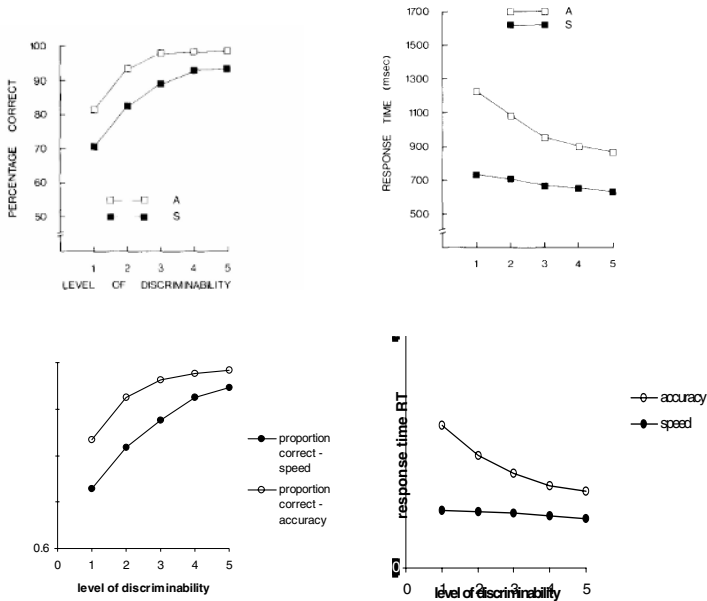 PERCENTAGE CORRECT
100
90
80
70
60
50
A
S
1 2 3 4 5
LEVEL OF DISCRIMINABILITY
RESPONSE TIME (msec)
1700
1500
1300
1100
900
700
500
A
S
1 2 3 4 5
0.6
0 1 2 3 4 5
level of discriminability
proportion
correct -
speed
proportion
correct -
accuracy
response time RT
0
0 1 2 3 4 5
level of discriminability
accuracy
speed